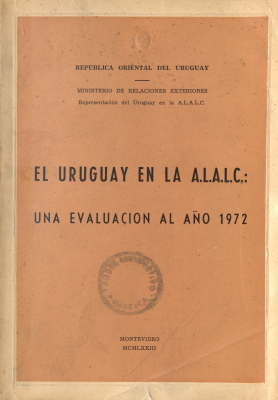 REPUBLICA ORIENTAL DEL URUGUAY
MINISTERIO DE RELACIONES EXTERIORES
Representación del Uruguay en la A.L.A.L.C.
EL URUGUAY EN LA A.L.A.L.C.:
UNA EVALUACION AL AÑO 1972
MONTEVIDEO
MCMLXXIII